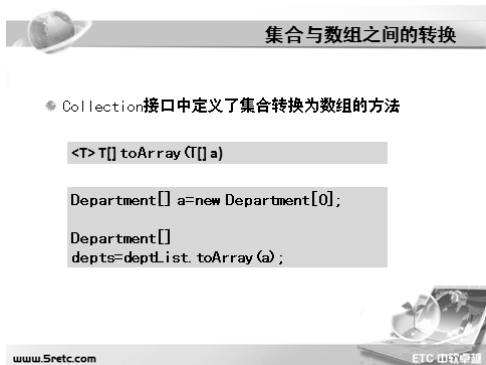 集合与数组之间的转换
Collection接口中定义了集合转换为数组的方法
<T> T[] toArray(T[] a)
Department[] a=new Department[0];
Department[]
depts=deptList.toArray(a);
www.5retc.com
ETC 中软卓越